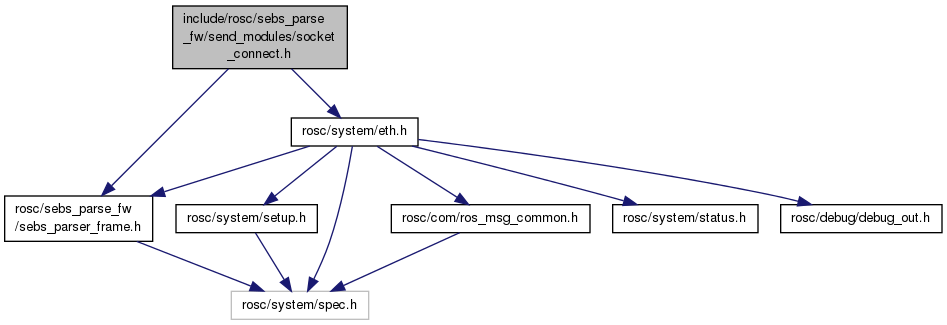 include/rosc/sebs_parse
_fw/send_modules/socket
_connect.h
rosc/system/eth.h
rosc/sebs_parse_fw
/sebs_parser_frame.h
rosc/system/setup.h
rosc/com/ros_msg_common.h
rosc/system/status.h
rosc/debug/debug_out.h
rosc/system/spec.h